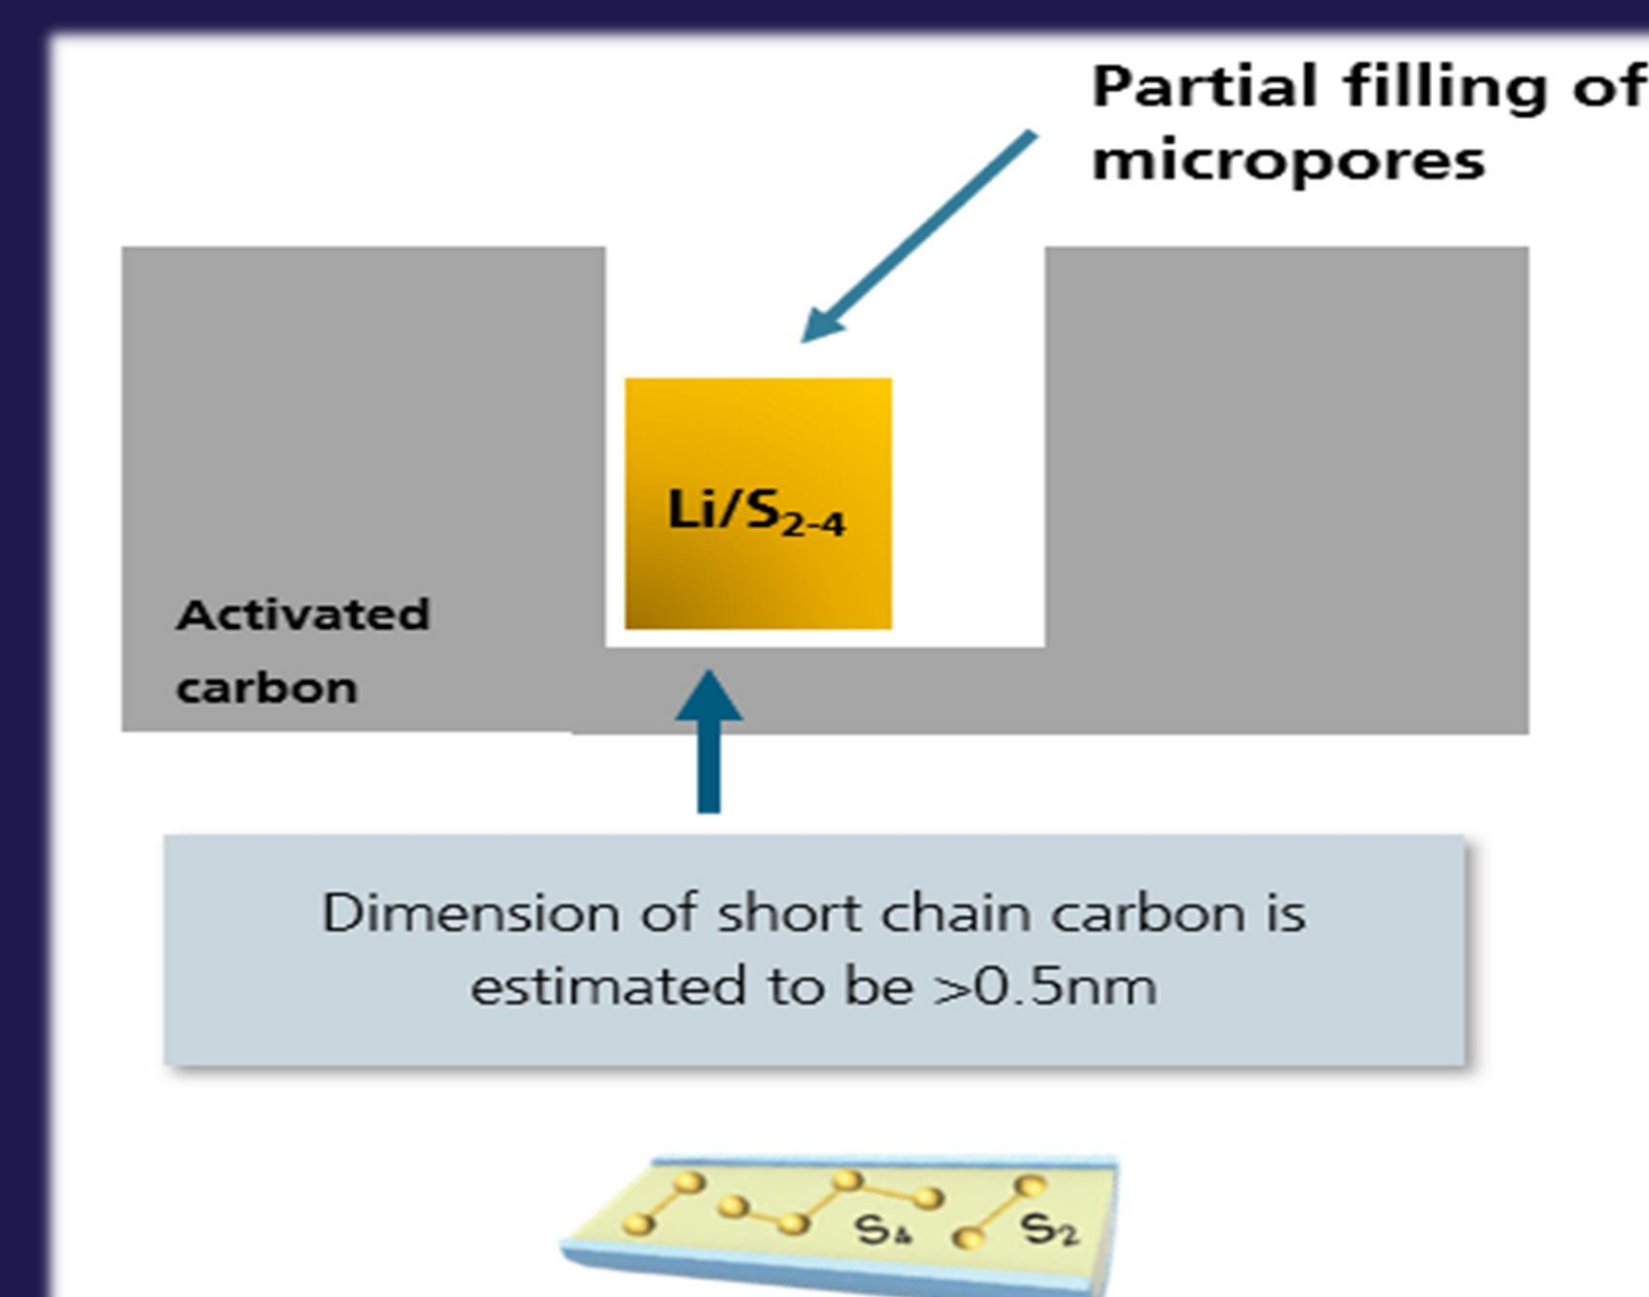 Partial filling of
micropores
Li/S₂₋₄
Activated
carbon
Dimension of short chain carbon is
estimated to be >0.5nm
S₄ S₂